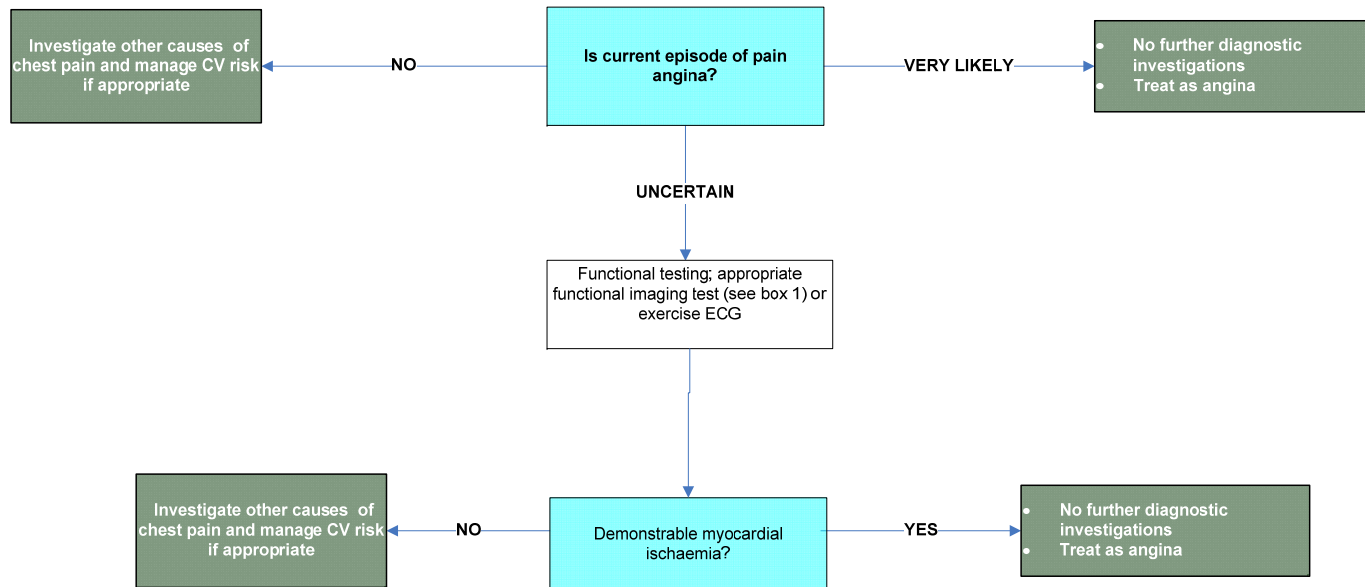 Investigate other causes of
chest pain and manage CV risk
if appropriate
NO
Is current episode of pain
angina?
VERY LIKELY
• No further diagnostic
investigations
• Treat as angina
UNCERTAIN
Functional testing; appropriate
functional imaging test (see box 1) or
exercise ECG
Investigate other causes of
chest pain and manage CV risk
if appropriate
NO
Demonstrable myocardial
ischaemia?
YES
• No further diagnostic
investigations
• Treat as angina